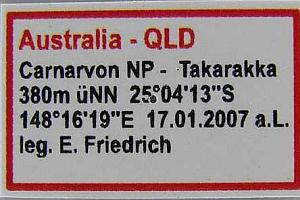 Australia - QLD
Carnarvon NP - Takarakka
380m üNN 25°04'13"S
148°16'19"E 17.01.2007 a.L.
leg. E. Friedrich